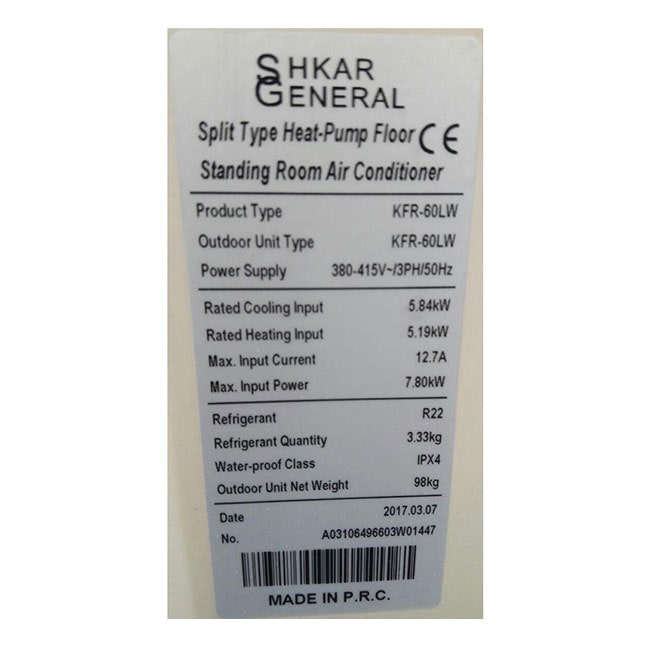 SHKAR
GENERAL
Split Type Heat-Pump Floor CE
Standing Room Air Conditioner
Product Type KFR-60LW
Outdoor Unit Type KFR-60LW
Power Supply 380-415V~/3PH/50Hz
Rated Cooling Input 5.84kW
Rated Heating Input 5.19kW
Max. Input Current 12.7A
Max. Input Power 7.80kW
Refrigerant R22
Refrigerant Quantity 3.33kg
Water-proof Class IPX4
Outdoor Unit Net Weight 98kg
Date 2017.03.07
No. A03106496603W01447
MADE IN P.R.C.